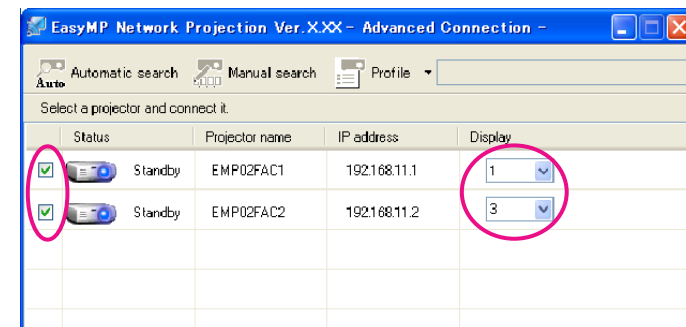 EasyMP Network Projection Ver.X.XX - Advanced Connection -
Auto Automatic search Manual search Profile
Select a projector and connect it.
Status Projector name IP address Display
Standby EMP02FAC1 192.168.11.1 1
Standby EMP02FAC2 192.168.11.2 3